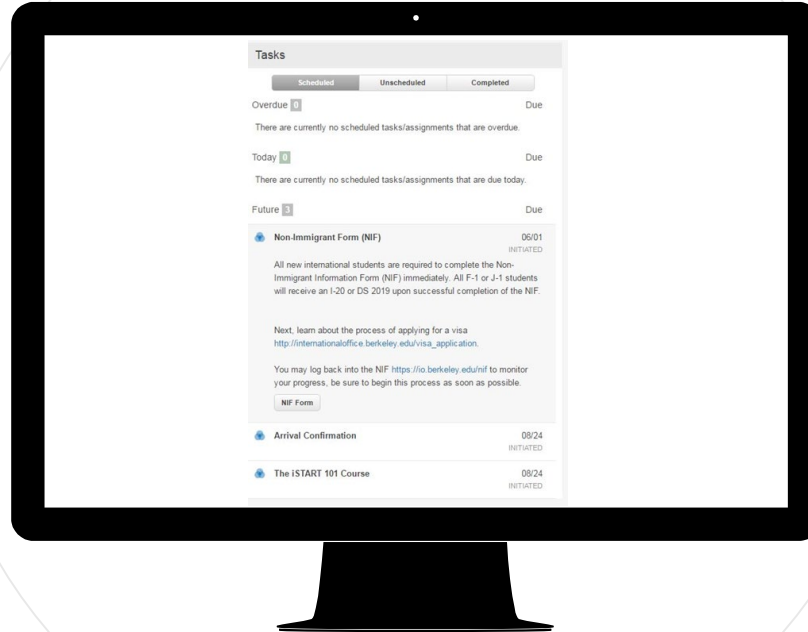 Tasks
Scheduled Unscheduled Completed
Overdue 0 Due
There are currently no scheduled tasks/assignments that are overdue.
Today 0 Due
There are currently no scheduled tasks/assignments that are due today.
Future 3 Due
Non-Immigrant Form (NIF) 06/01
INITIATED
All new international students are required to complete the Non-
Immigrant Information Form (NIF) immediately. All F-1 or J-1 students
will receive an I-20 or DS 2019 upon successful completion of the NIF.
Next, learn about the process of applying for a visa
http://internationaloffice.berkeley.edu/visa_application.
You may log back into the NIF https://io.berkeley.edu/nif to monitor
your progress, be sure to begin this process as soon as possible.
NIF Form
Arrival Confirmation 08/24
INITIATED
The iSTART 101 Course 08/24
INITIATED